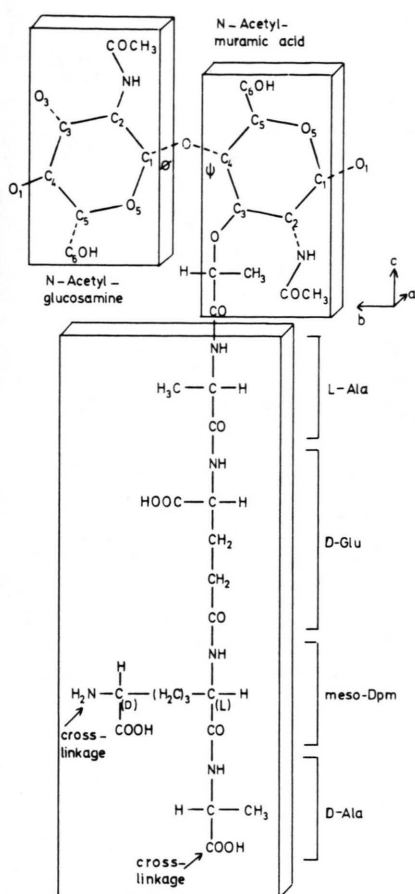 N-Acetyl-
muramic acid
COCH₃
NH
O₃
C₃
C₂
C₁
O
C₄
O₁
C₅
O₅
C₆OH
ø
ψ
C₆OH
C₅
O₅
C₄
C₁
O₁
C₃
C₂
O
NH
COCH₃
H-C-CH₃
CO
N-Acetyl-
glucosamine
c
a
b
NH
H₃C-C-H
L-Ala
CO
NH
HOOC-C-H
CH₂
D-Glu
CH₂
CO
NH
H
H₂N-C-(H₂C)₃-C-H
(D)
(L)
meso-Dpm
COOH
CO
cross-
linkage
NH
H-C-CH₃
D-Ala
COOH
cross-
linkage